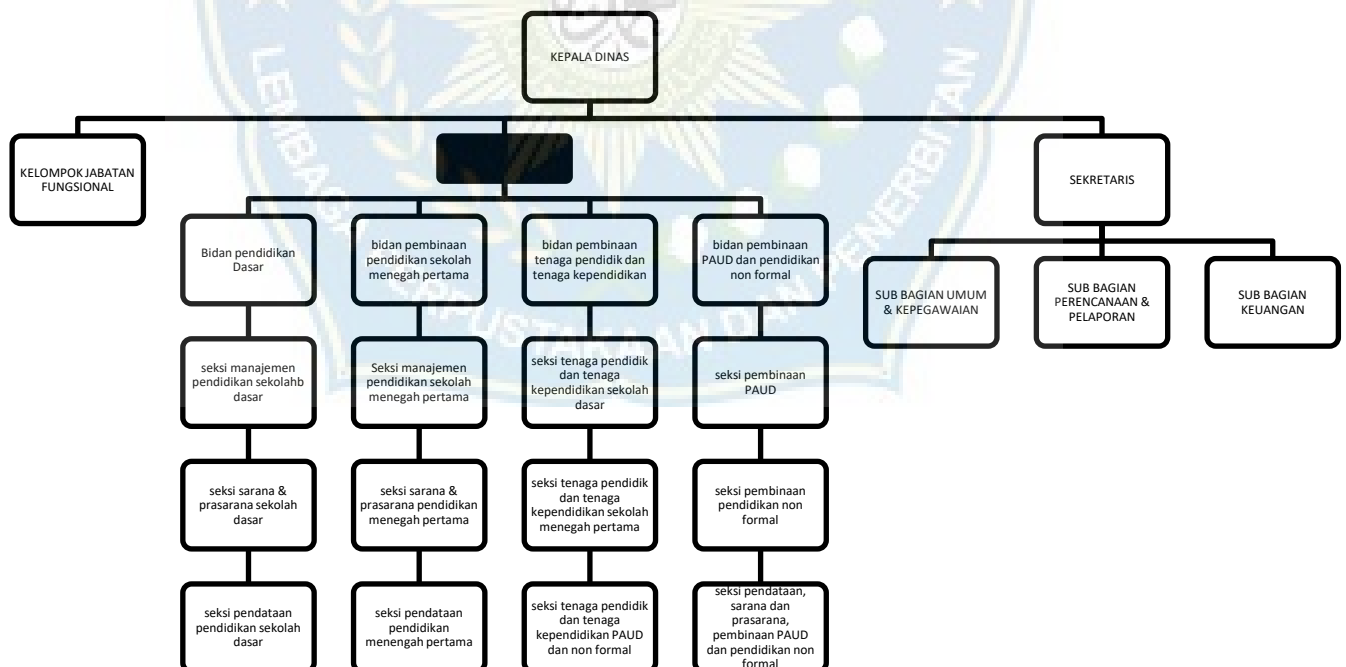 KEPALA DINAS
KELOMPOK JABATAN
FUNGSIONAL
SEKRETARIS
Bidan pendidikan
Dasar
bidan pembinaan
pendidikan sekolah
menegah pertama
bidan pembinaan
tenaga pendidik dan
tenaga kependidikan
bidan pembinaan
PAUD dan pendidikan
non formal
SUB BAGIAN UMUM
& KEPEGAWAIAN
SUB BAGIAN
PERENCANAAN &
PELAPORAN
SUB BAGIAN
KEUANGAN
seksi manajemen
pendidikan sekolahb
dasar
Seksi manajemen
pendidikan sekolah
menegah pertama
seksi tenaga pendidik
dan tenaga
kependidikan sekolah
dasar
seksi pembinaan
PAUD
seksi sarana &
prasarana sekolah
dasar
seksi sarana &
prasarana pendidikan
menegah pertama
seksi tenaga pendidik
dan tenaga
kependidikan sekolah
menegah pertama
seksi pembinaan
pendidikan non
formal
seksi pendataan
pendidikan sekolah
dasar
seksi pendataan
pendidikan
menengah pertama
seksi tenaga pendidik
dan tenaga
kependidikan PAUD
dan non formal
seksi pendataan,
sarana dan
prasarana,
pembinaan PAUD
dan pendidikan non
formal
LEMBAGA PERPUSTAKAAN DAN PENERBITAN